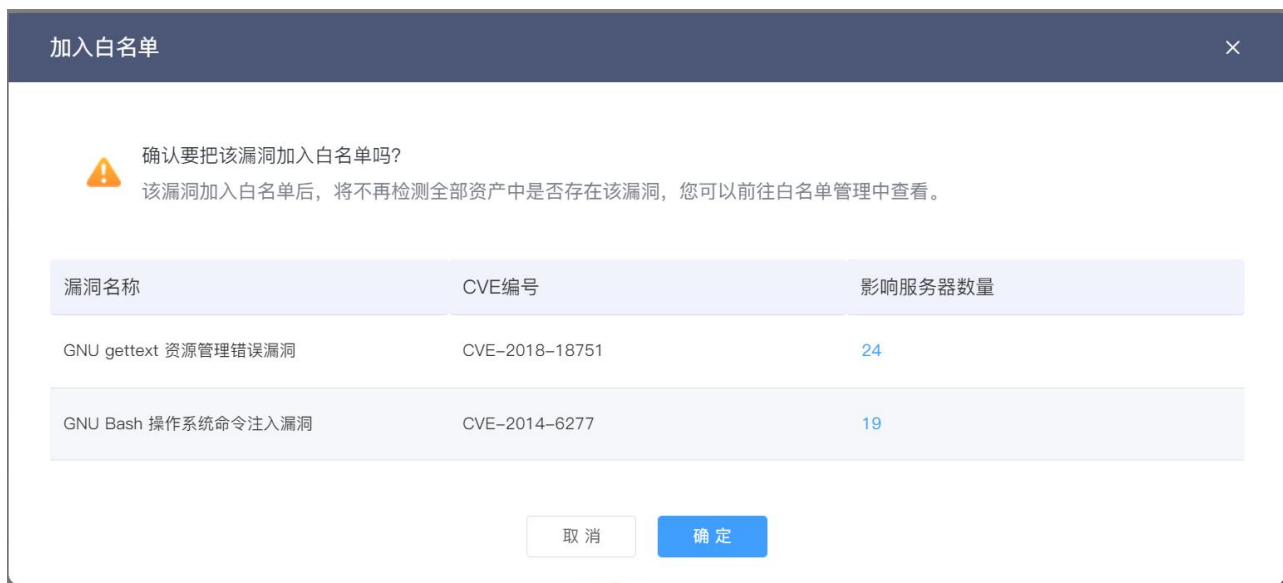 加入白名单
确认要把该漏洞加入白名单吗?
该漏洞加入白名单后，将不再检测全部资产中是否存在该漏洞，您可以前往白名单管理中查看。
漏洞名称 CVE编号 影响服务器数量
GNU gettext 资源管理错误漏洞 CVE-2018-18751 24
GNU Bash 操作系统命令注入漏洞 CVE-2014-6277 19
取消 确定